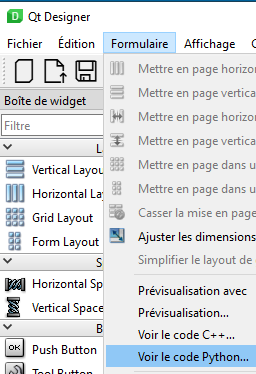 Qt Designer
Fichier Édition Formulaire Affichage
Boîte de widget
Filtre
Vertical Layou
Horizontal Layou
Grid Layout
Form Layout
Horizontal Sp
Vertical Space
Push Button
Tool Button
Mettre en page horizon
Mettre en page vertica
Mettre en page horizon
Mettre en page vertica
Mettre en page dans u
Mettre en page dans u
Casser la mise en page
Ajuster les dimensions
Simplifier le layout de
Prévisualisation avec
Prévisualisation...
Voir le code C++...
Voir le code Python...